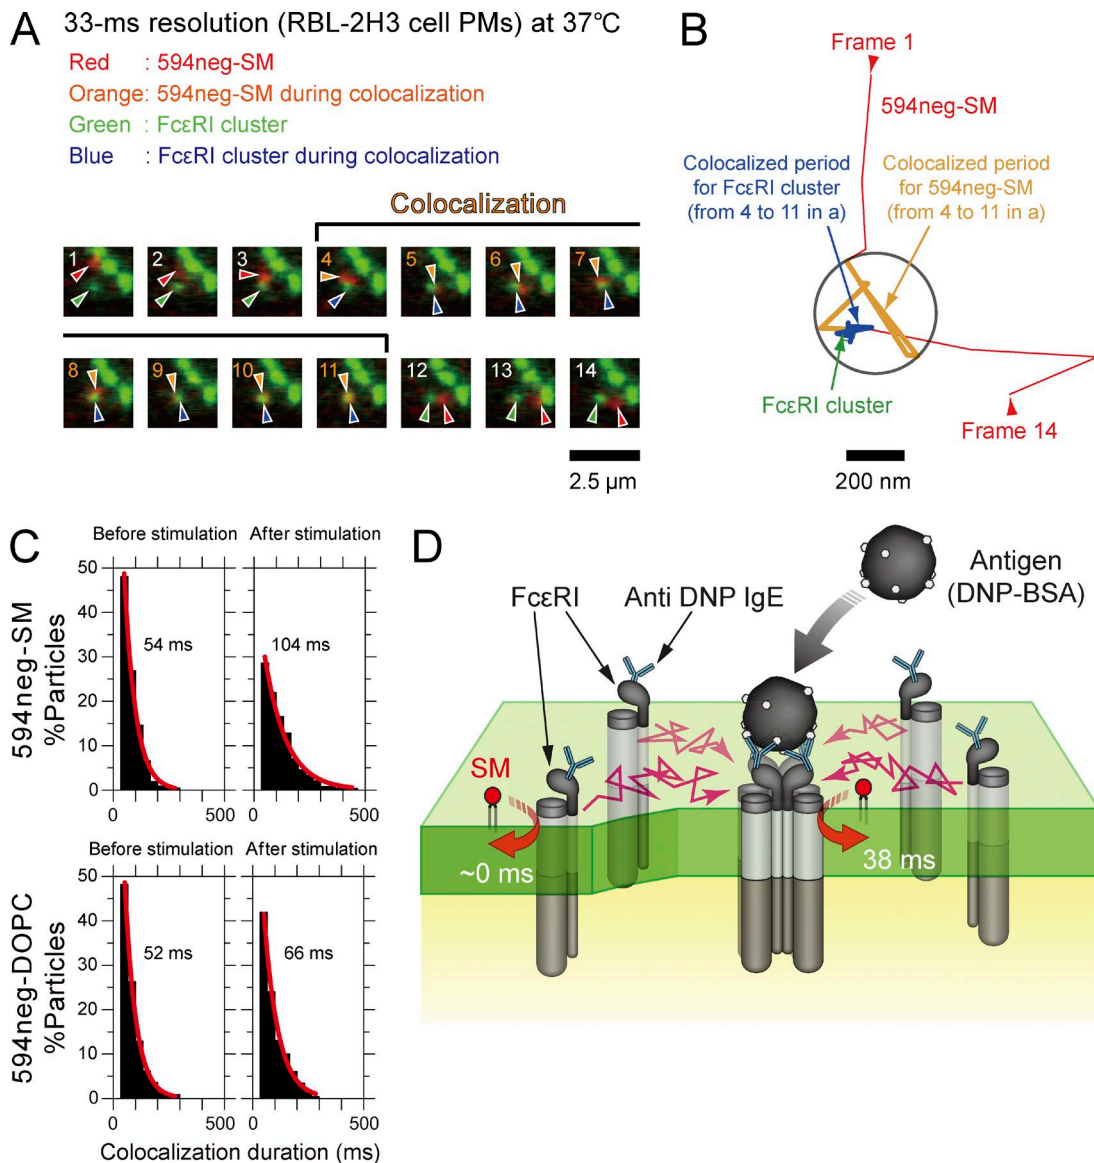 A
33-ms resolution (RBL-2H3 cell PMs) at 37℃
Red : 594neg-SM
Orange: 594neg-SM during colocalization
Green : FcεRI cluster
Blue : FcεRI cluster during colocalization
Colocalization
1 2 3 4 5 6 7
8 9 10 11 12 13 14
2.5 μm
B
Frame 1
594neg-SM
Colocalized period
for FcεRI cluster
(from 4 to 11 in a)
Colocalized period
for 594neg-SM
(from 4 to 11 in a)
FcεRI cluster
Frame 14
200 nm
C
Before stimulation After stimulation
594neg-SM
%Particles
50
40
30
20
10
0
54 ms
104 ms
0 500 0 500
Before stimulation After stimulation
594neg-DOPC
%Particles
50
40
30
20
10
0
52 ms
66 ms
0 500 0 500
Colocalization duration (ms)
D
FcεRI
Anti DNP IgE
Antigen
(DNP-BSA)
SM
~0 ms
38 ms